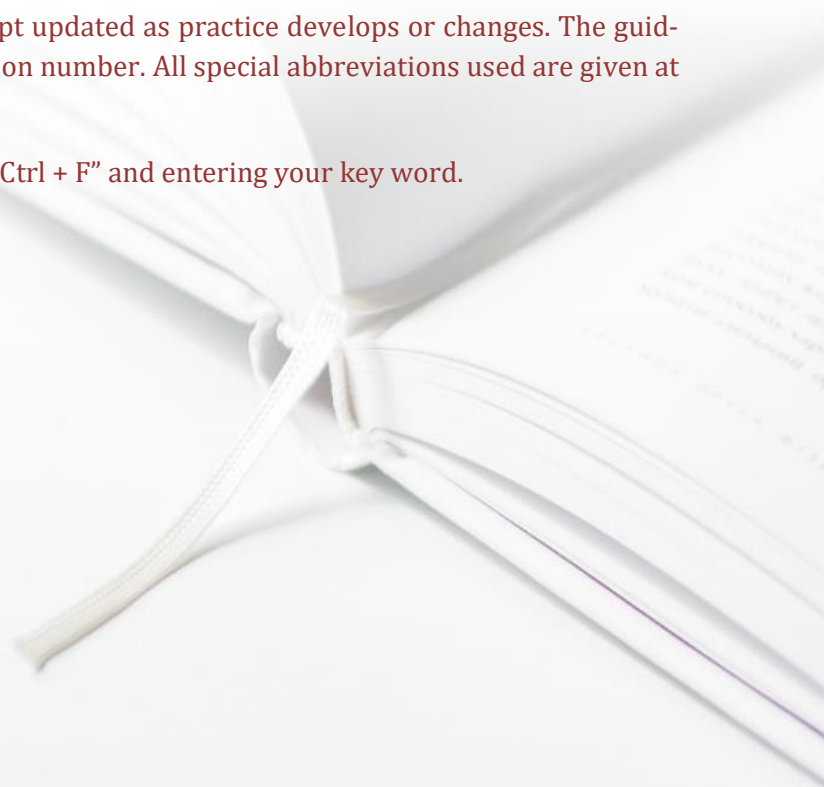 pt updated as practice develops or changes. The guid-
on number. All special abbreviations used are given at
Ctrl + F” and entering your key word.